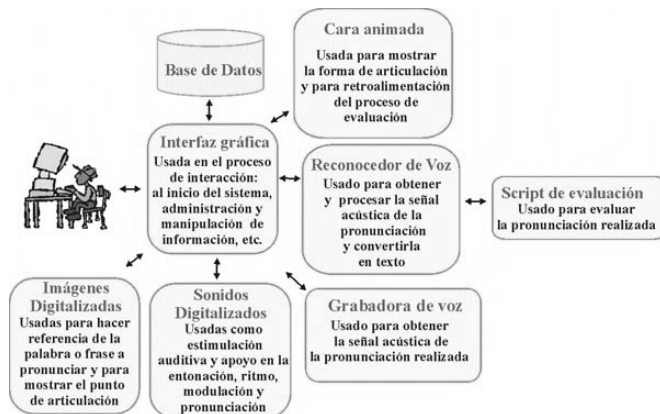 Base de Datos
Cara animada
Usada para mostrar
la forma de articulación
y para retroalimentación
del proceso de
evaluación
Interfaz gráfica
Usada en el proceso
de interacción:
al inicio del sistema,
administración y
manipulación de
información, etc.
Reconocedor de Voz
Usado para obtener
y procesar la señal
acústica de la
pronunciación
y convertirla
en texto
Script de evaluación
Usado para evaluar
la pronunciación realizada
Imágenes
Digitalizadas
Usadas para hacer
referencia de la
palabra o frase a
pronunciar y para
mostrar el punto
de articulación
Sonidos
Digitalizados
Usadas como
estimulación
auditiva y apoyo en la
entonación, ritmo,
modulación y
pronunciación
Grabadora de voz
Usado para obtener
la señal acústica de
la pronunciación realizada